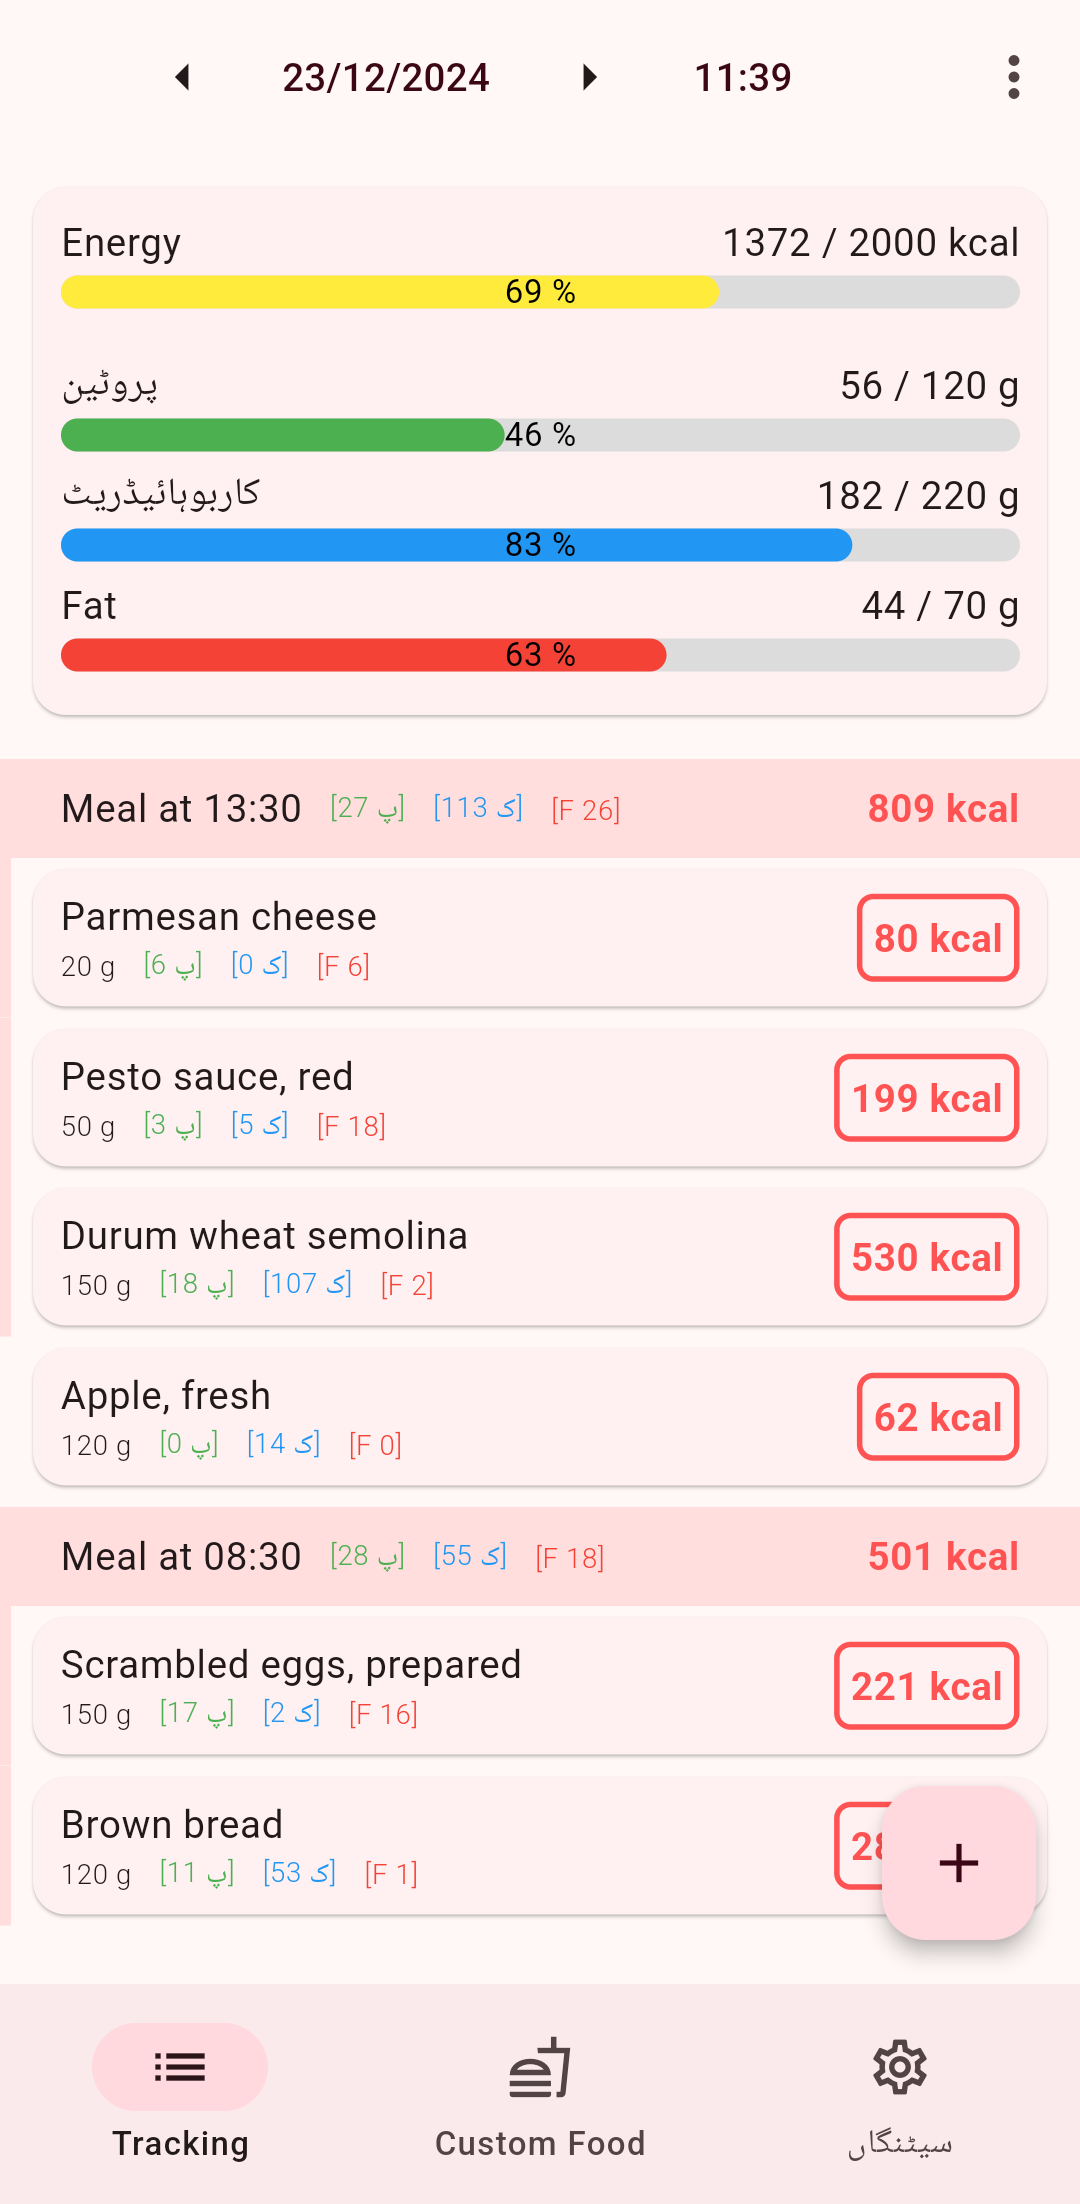 23/12/2024 11:39
Energy 1372 / 2000 kcal
69 %
پروٹین 56 / 120 g
46 %
کاربوہائیڈریٹ 182 / 220 g
83 %
Fat 44 / 70 g
63 %
Meal at 13:30 [27 پ] [113 ک] [F 26] 809 kcal
Parmesan cheese
20 g [6 پ] [0 ک] [F 6] 80 kcal
Pesto sauce, red
50 g [3 پ] [5 ک] [F 18] 199 kcal
Durum wheat semolina
150 g [18 پ] [107 ک] [F 2] 530 kcal
Apple, fresh
120 g [0 پ] [14 ک] [F 0] 62 kcal
Meal at 08:30 [28 پ] [55 ک] [F 18] 501 kcal
Scrambled eggs, prepared
150 g [17 پ] [2 ک] [F 16] 221 kcal
Brown bread
120 g [11 پ] [53 ک] [F 1]
Tracking Custom Food سیٹنگاں